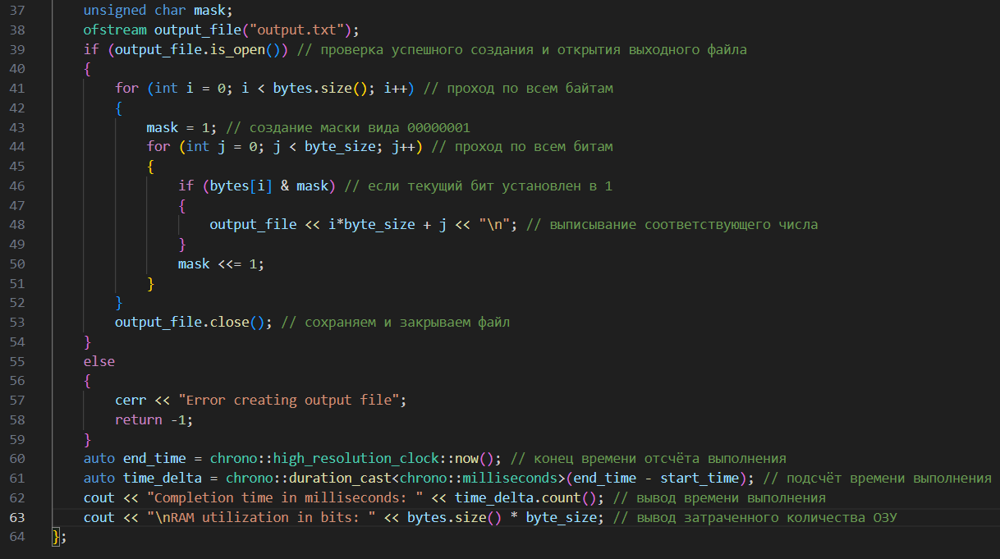 37 unsigned char mask;
38 ofstream output_file("output.txt");
39 if (output_file.is_open()) // проверка успешного создания и открытия выходного файла
40 {
41 for (int i = 0; i < bytes.size(); i++) // проход по всем байтам
42 {
43 mask = 1; // создание маски вида 00000001
44 for (int j = 0; j < byte_size; j++) // проход по всем битам
45 {
46 if (bytes[i] & mask) // если текущий бит установлен в 1
47 {
48 output_file << i*byte_size + j << "\n"; // выписывание соответствующего числа
49 }
50 mask <<= 1;
51 }
52 }
53 output_file.close(); // сохраняем и закрываем файл
54 }
55 else
56 {
57 cerr << "Error creating output file";
58 return -1;
59 }
60 auto end_time = chrono::high_resolution_clock::now(); // конец времени отсчёта выполнения
61 auto time_delta = chrono::duration_cast<chrono::milliseconds>(end_time - start_time); // подсчёт времени выполнения
62 cout << "Completion time in milliseconds: " << time_delta.count(); // вывод времени выполнения
63 cout << "\nRAM utilization in bits: " << bytes.size() * byte_size; // вывод затраченного количества ОЗУ
64 };